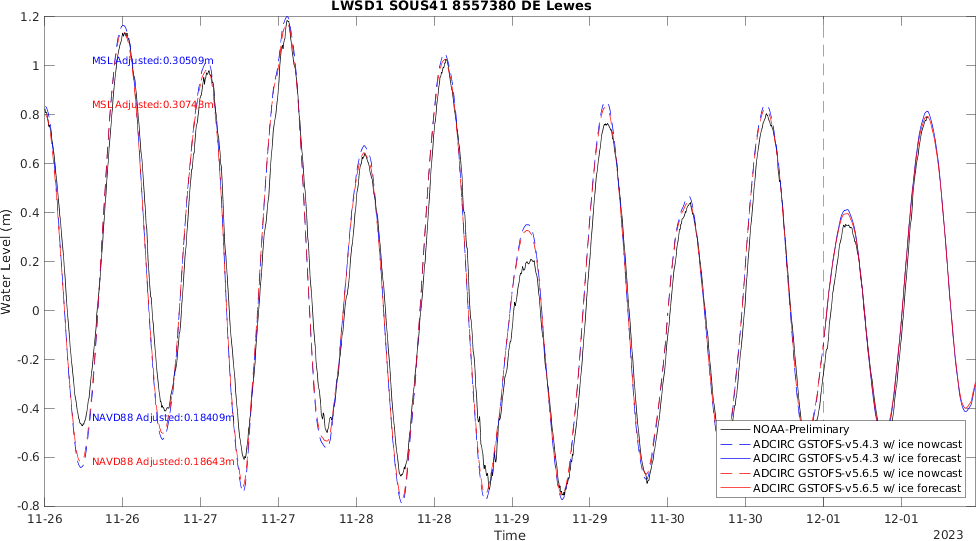 LWSD1 SOUS41 8557380 DE Lewes
1.2
1
0.8
0.6
0.4
0.2
0
-0.2
-0.4
-0.6
-0.8
Water Level (m)
MSL Adjusted:0.30509m
MSL Adjusted:0.30743m
NAVD88 Adjusted:0.18409m
NAVD88 Adjusted:0.18643m
NOAA-Preliminary
ADCIRC GSTOFS-v5.4.3 w/ ice nowcast
ADCIRC GSTOFS-v5.4.3 w/ ice forecast
ADCIRC GSTOFS-v5.6.5 w/ ice nowcast
ADCIRC GSTOFS-v5.6.5 w/ ice forecast
11-26 11-26 11-27 11-27 11-28 11-28 11-29 11-29 11-30 11-30 12-01 12-01
Time
2023